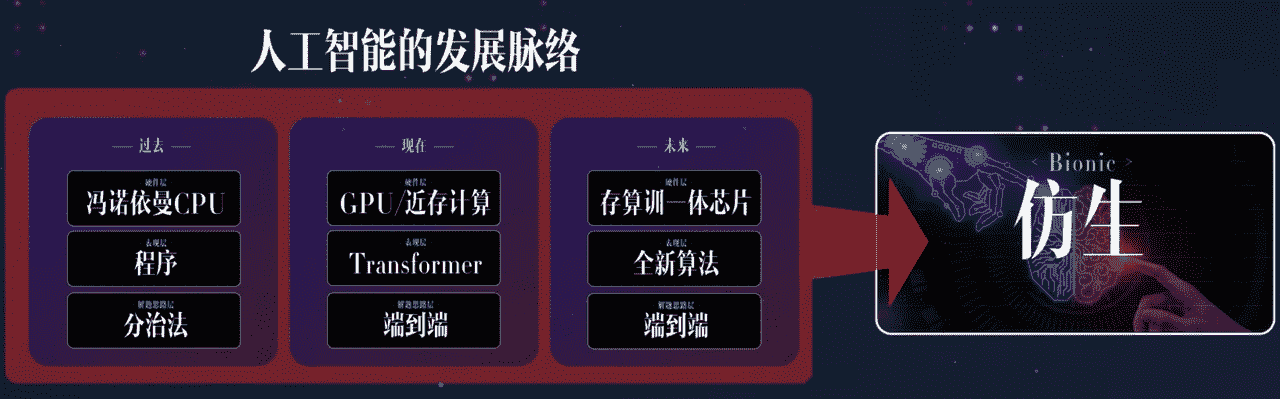 人工智能的发展脉络
过去
硬件层
冯诺依曼CPU
表现层
程序
解题思路层
分治法
现在
硬件层
GPU/近存计算
表现层
Transformer
解题思路层
端到端
未来
硬件层
存算训一体芯片
表现层
全新算法
解题思路层
端到端
< Bionic >
仿生